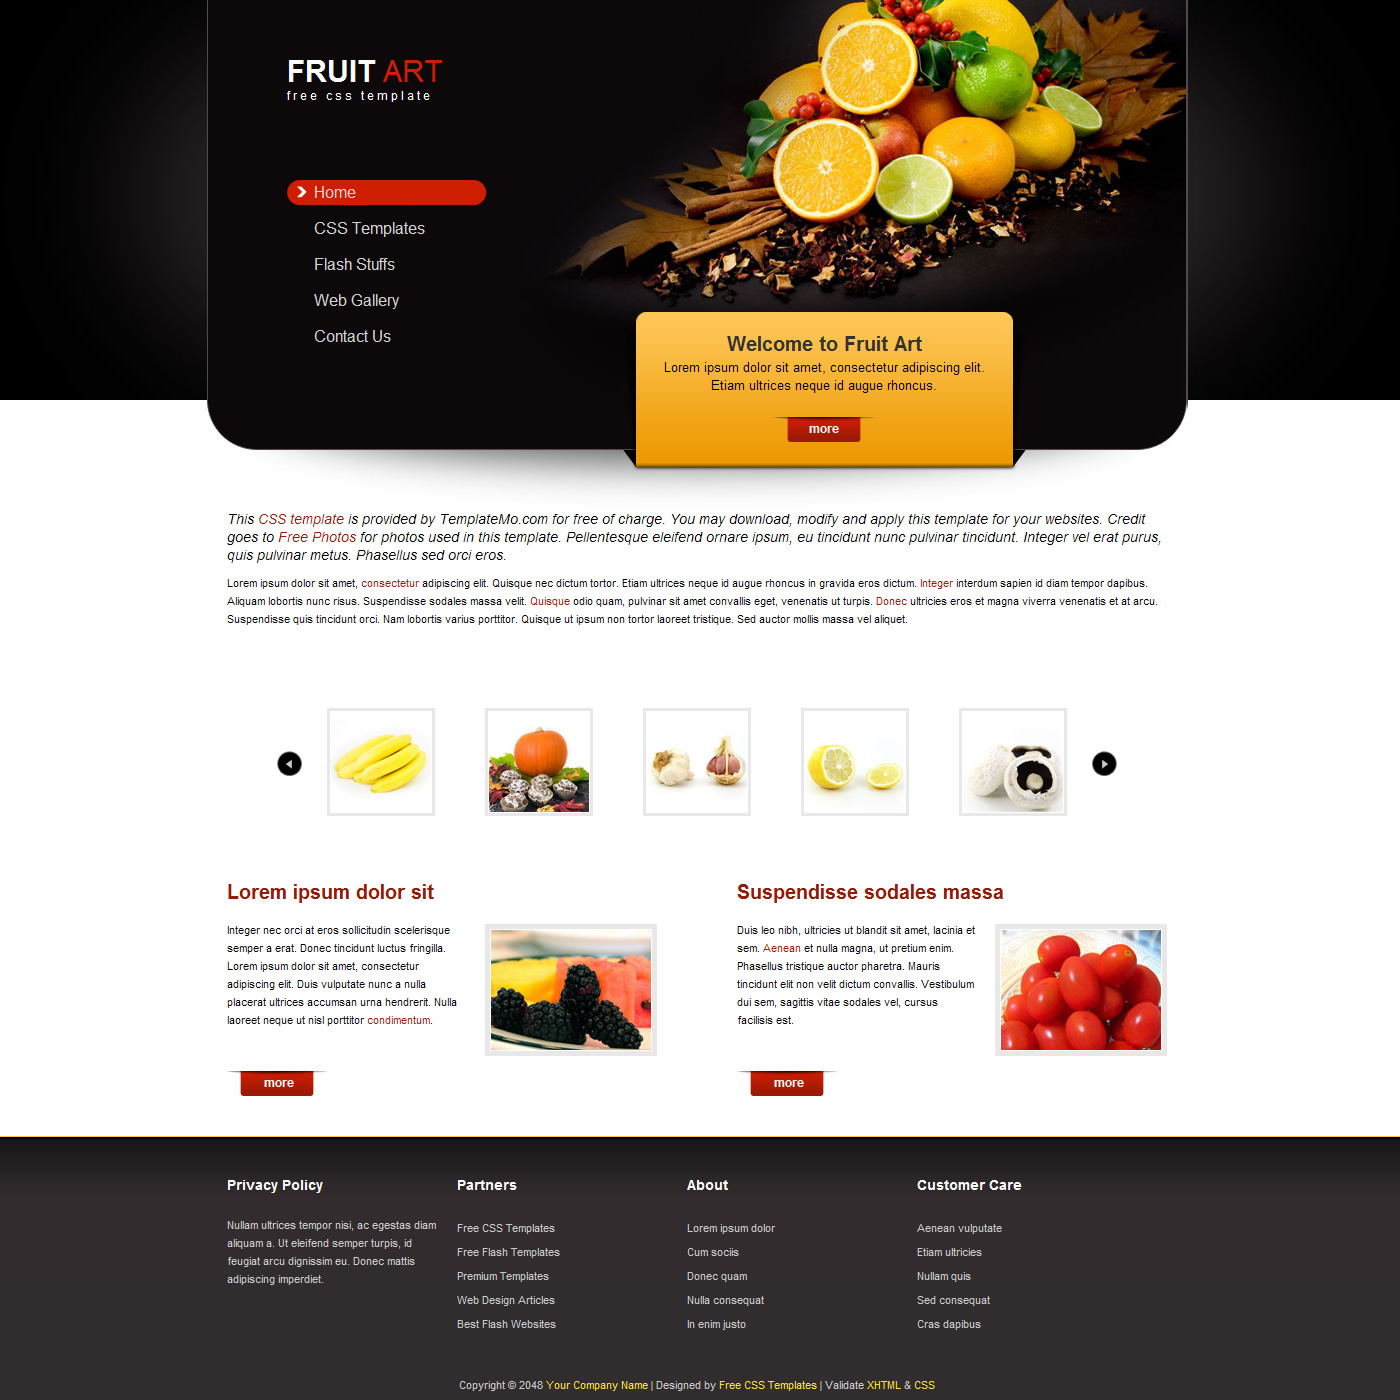 FRUIT ART
free css template
Home
CSS Templates
Flash Stuffs
Web Gallery
Contact Us
Welcome to Fruit Art
Lorem ipsum dolor sit amet, consectetur adipiscing elit.
Etiam ultrices neque id augue rhoncus.
more
This CSS template is provided by TemplateMo.com for free of charge. You may download, modify and apply this template for your websites. Credit
goes to Free Photos for photos used in this template. Pellentesque eleifend ornare ipsum, eu tincidunt nunc pulvinar tincidunt. Integer vel erat purus,
quis pulvinar metus. Phasellus sed orci eros.
Lorem ipsum dolor sit amet, consectetur adipiscing elit. Quisque nec dictum tortor. Etiam ultrices neque id augue rhoncus in gravida eros dictum. Integer interdum sapien id diam tempor dapibus.
Aliquam lobortis nunc risus. Suspendisse sodales massa velit. Quisque odio quam, pulvinar sit amet convallis eget, venenatis ut turpis. Donec ultricies eros et magna viverra venenatis et at arcu.
Suspendisse quis tincidunt orci. Nam lobortis varius porttitor. Quisque ut ipsum non tortor laoreet tristique. Sed auctor mollis massa vel aliquet.
Lorem ipsum dolor sit
Integer nec orci at eros sollicitudin scelerisque
semper a erat. Donec tincidunt luctus fringilla.
Lorem ipsum dolor sit amet, consectetur
adipiscing elit. Duis vulputate nunc a nulla
placerat ultrices accumsan urna hendrerit. Nulla
laoreet neque ut nisl porttitor condimentum.
more
Suspendisse sodales massa
Duis leo nibh, ultricies ut blandit sit amet, lacinia et
sem. Aenean et nulla magna, ut pretium enim.
Phasellus tristique auctor pharetra. Mauris
tincidunt elit non velit dictum convallis. Vestibulum
dui sem, sagittis vitae sodales vel, cursus
facilisis est.
more
Privacy Policy
Nullam ultrices tempor nisi, ac egestas diam
aliquam a. Ut eleifend semper turpis, id
feugiat arcu dignissim eu. Donec mattis
adipiscing imperdiet.
Partners
Free CSS Templates
Free Flash Templates
Premium Templates
Web Design Articles
Best Flash Websites
About
Lorem ipsum dolor
Cum sociis
Donec quam
Nulla consequat
In enim justo
Customer Care
Aenean vulputate
Etiam ultricies
Nullam quis
Sed consequat
Cras dapibus
Copyright © 2048 Your Company Name | Designed by Free CSS Templates | Validate XHTML & CSS